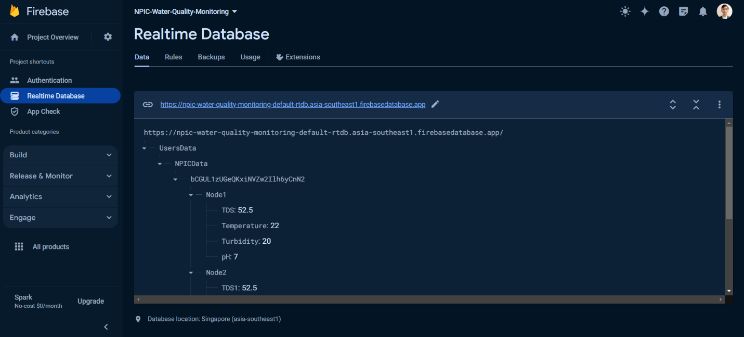 Firebase
NPIC-Water-Quality-Monitoring
Project Overview
Realtime Database
Data Rules Backups Usage Extensions
Project shortcuts
Authentication
Realtime Database
App Check
Product categories
Build
Release & Monitor
Analytics
Engage
All products
Spark
No-cost $0/month
Upgrade
https://npic-water-quality-monitoring-default-rtdb.asia-southeast1.firebasedatabase.app
https://npic-water-quality-monitoring-default-rtdb.asia-southeast1.firebasedatabase.app/
UsersData
NPICData
bCGUL1zUGeQKxiNVZw2Ilh6yCnN2
Node1
TDS: 52.5
Temperature: 22
Turbidity: 20
pH: 7
Node2
TDS1: 52.5
Database location: Singapore (asia-southeast1)